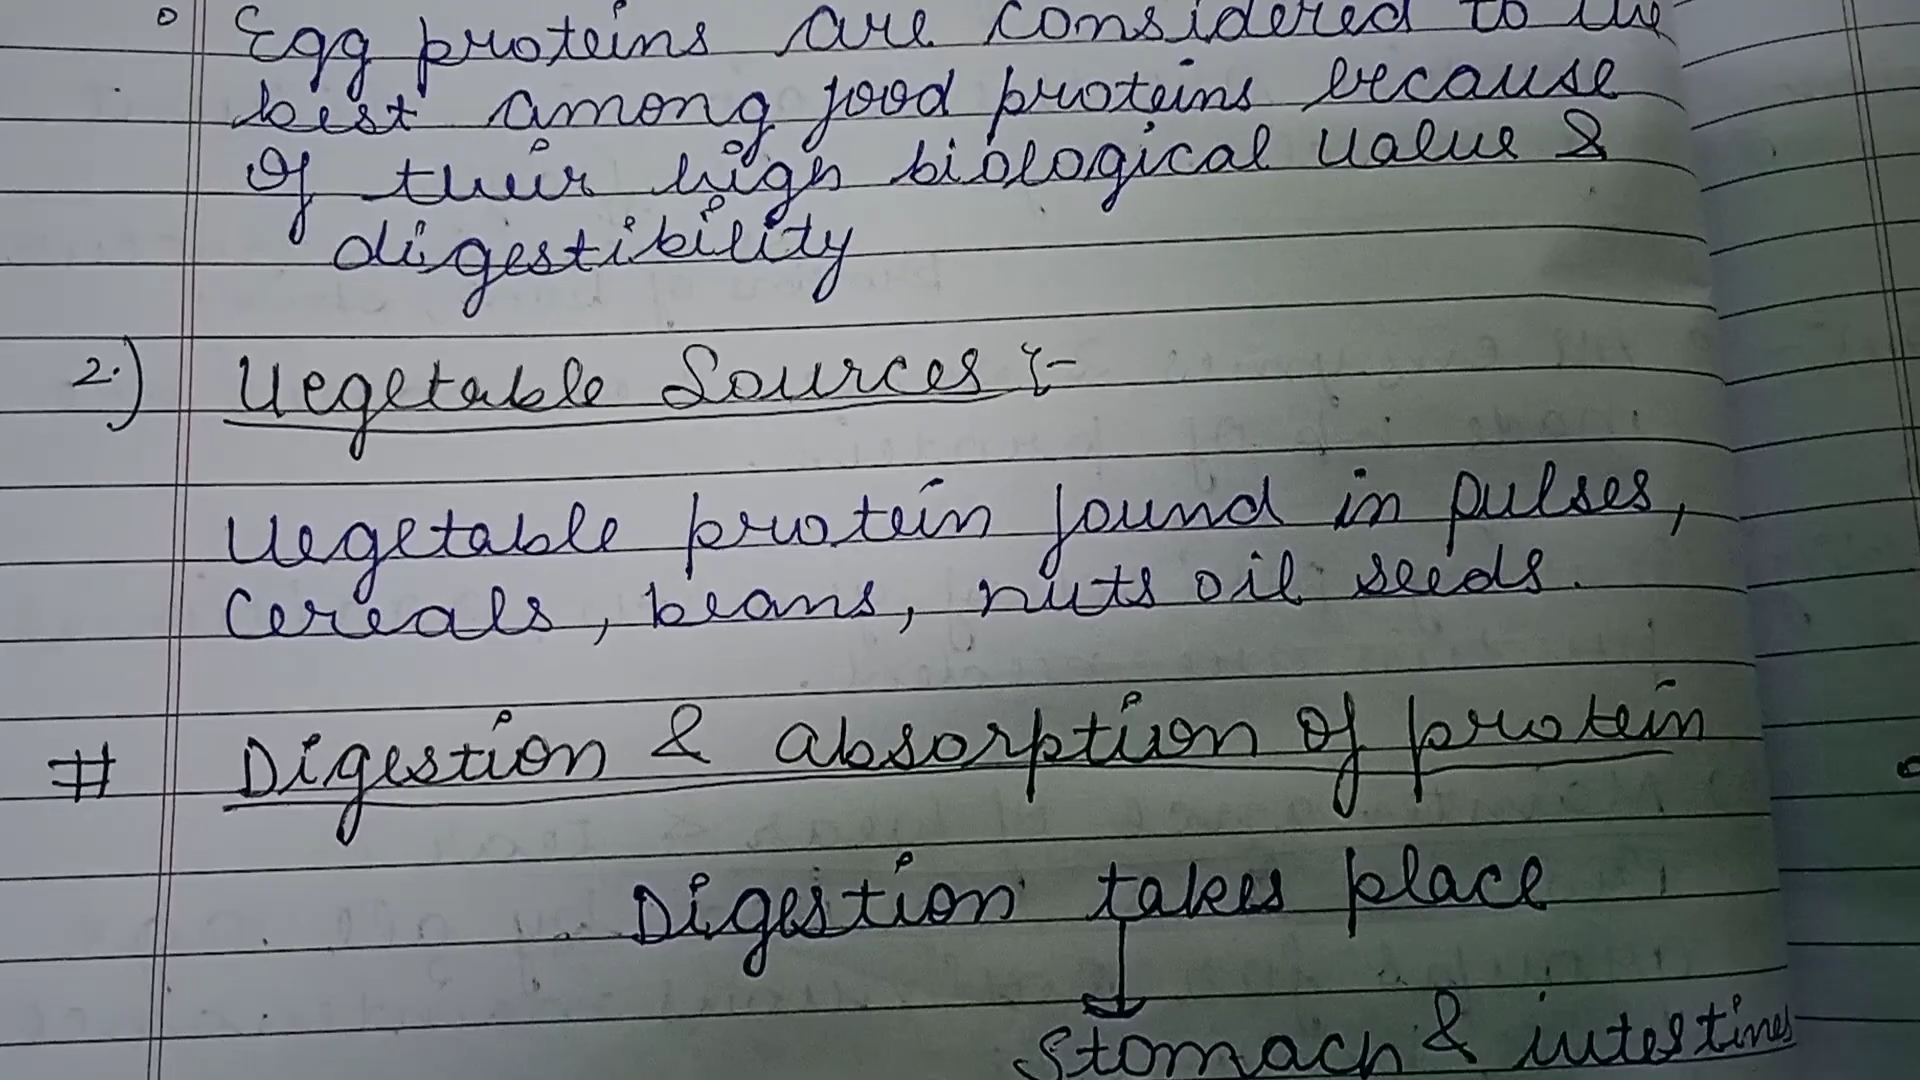 ° Egg proteins are considered to the
best among food proteins because
of their high biological value &
digestibility
2.) Vegetable Sources :-
Vegetable protein found in pulses,
Cereals, beans, nuts oil seeds.
# Digestion & absorption of protein
Digestion takes place
↓
Stomach & intestines